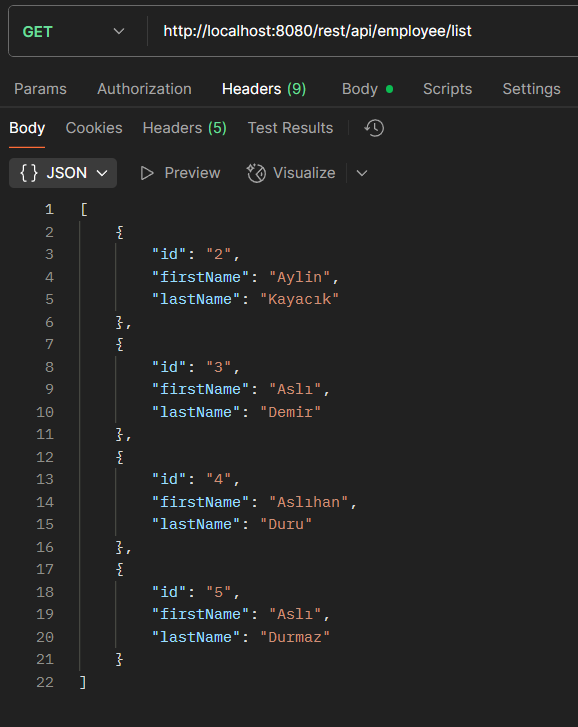 GET http://localhost:8080/rest/api/employee/list
Params Authorization Headers (9) Body Scripts Settings
Body Cookies Headers (5) Test Results
{} JSON Preview Visualize
1 [
2 {
3 "id": "2",
4 "firstName": "Aylin",
5 "lastName": "Kayacık"
6 },
7 {
8 "id": "3",
9 "firstName": "Aslı",
10 "lastName": "Demir"
11 },
12 {
13 "id": "4",
14 "firstName": "Aslıhan",
15 "lastName": "Duru"
16 },
17 {
18 "id": "5",
19 "firstName": "Aslı",
20 "lastName": "Durmaz"
21 }
22 ]